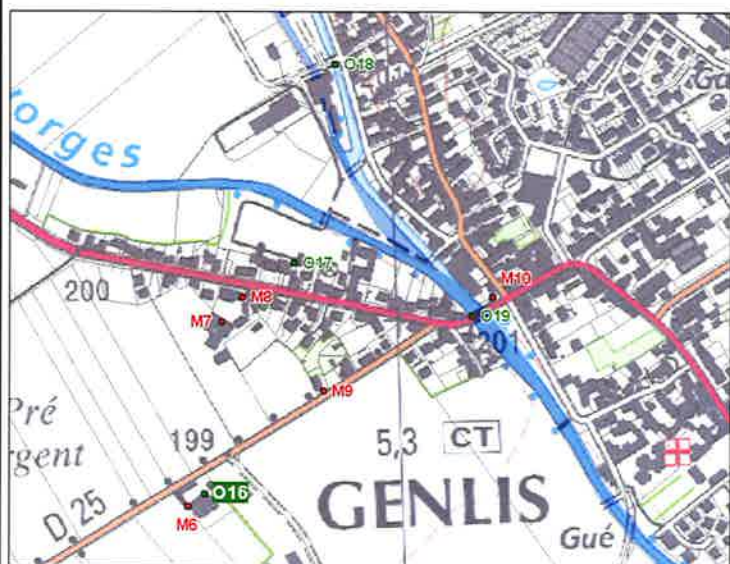 O18
orges
O17
200
M8
M10
M7
O19
201
M9
Pré
rgent
199
5,3
CT
O16
GENLIS
M6
D 25
Gué